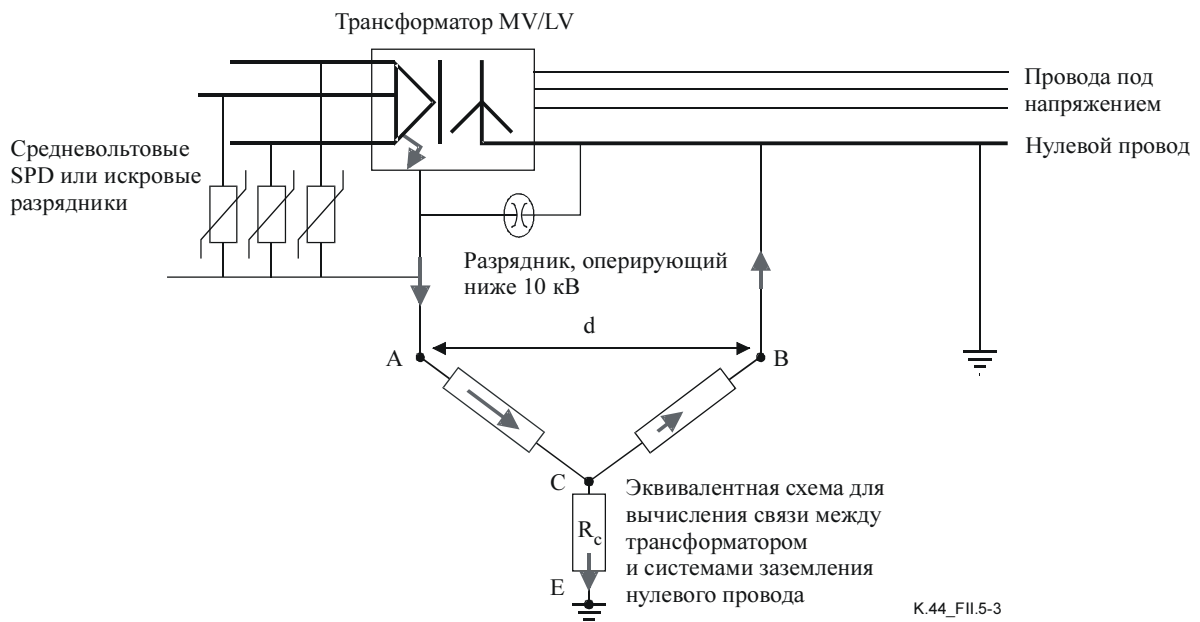 Трансформатор MV/LV
Провода под
напряжением
Нулевой провод
Средневольтовые
SPD или искровые
разрядники
Разрядник, оперирующий
ниже 10 кВ
d
A
B
C
Эквивалентная схема для
вычисления связи между
трансформатором
и системами заземления
нулевого провода
Rc
E
K.44_FII.5-3